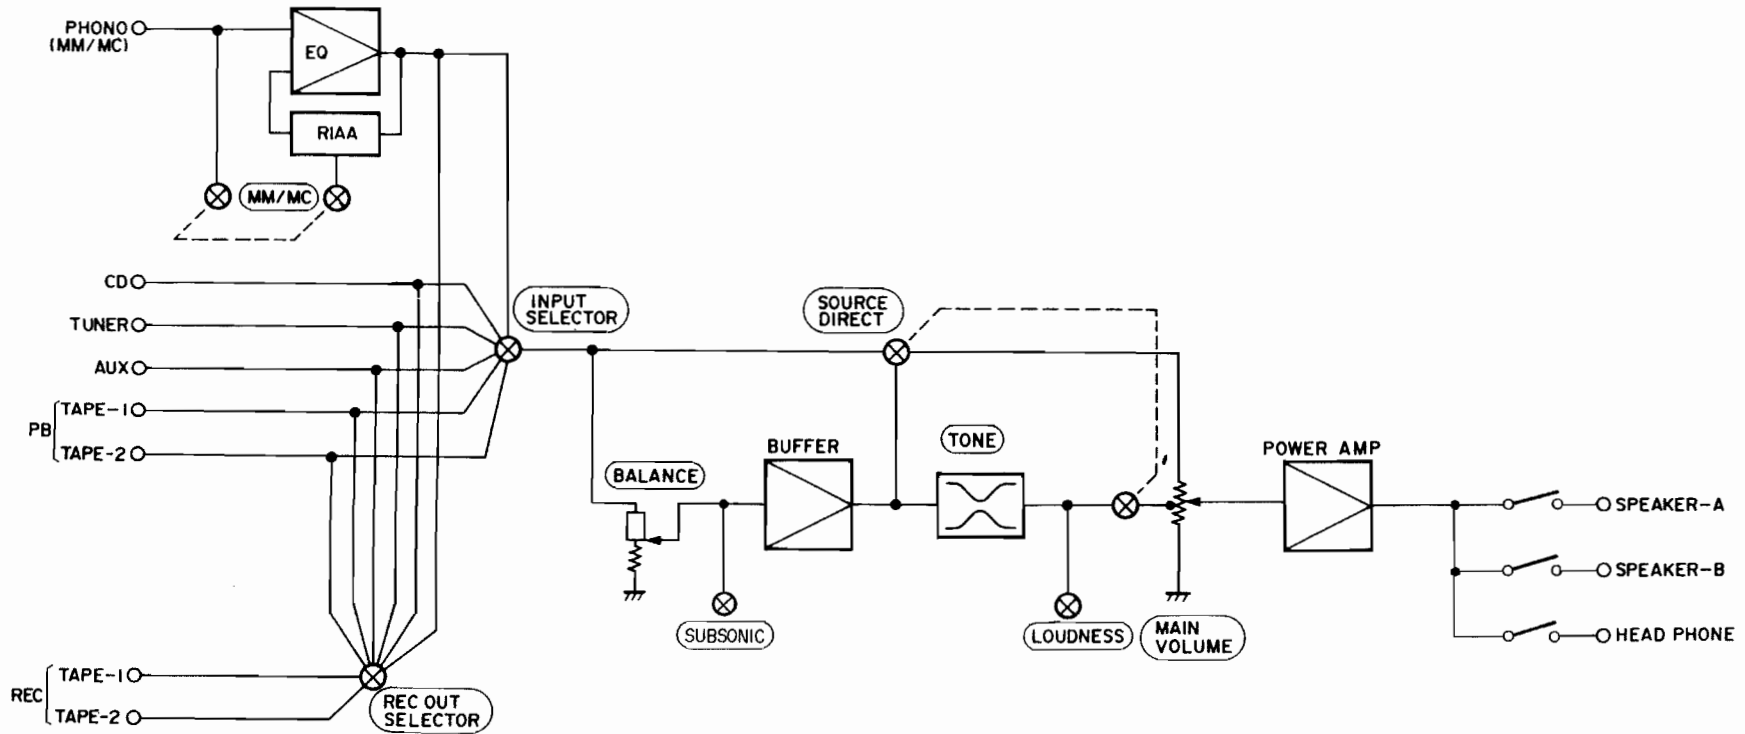 PHONO
(MM/MC)
EQ
RIAA
MM/MC
CD
TUNER
AUX
PB
TAPE-1
TAPE-2
INPUT
SELECTOR
SOURCE
DIRECT
BALANCE
BUFFER
TONE
POWER AMP
SUBSONIC
LOUDNESS
MAIN
VOLUME
SPEAKER-A
SPEAKER-B
HEAD PHONE
REC
TAPE-1
TAPE-2
REC OUT
SELECTOR